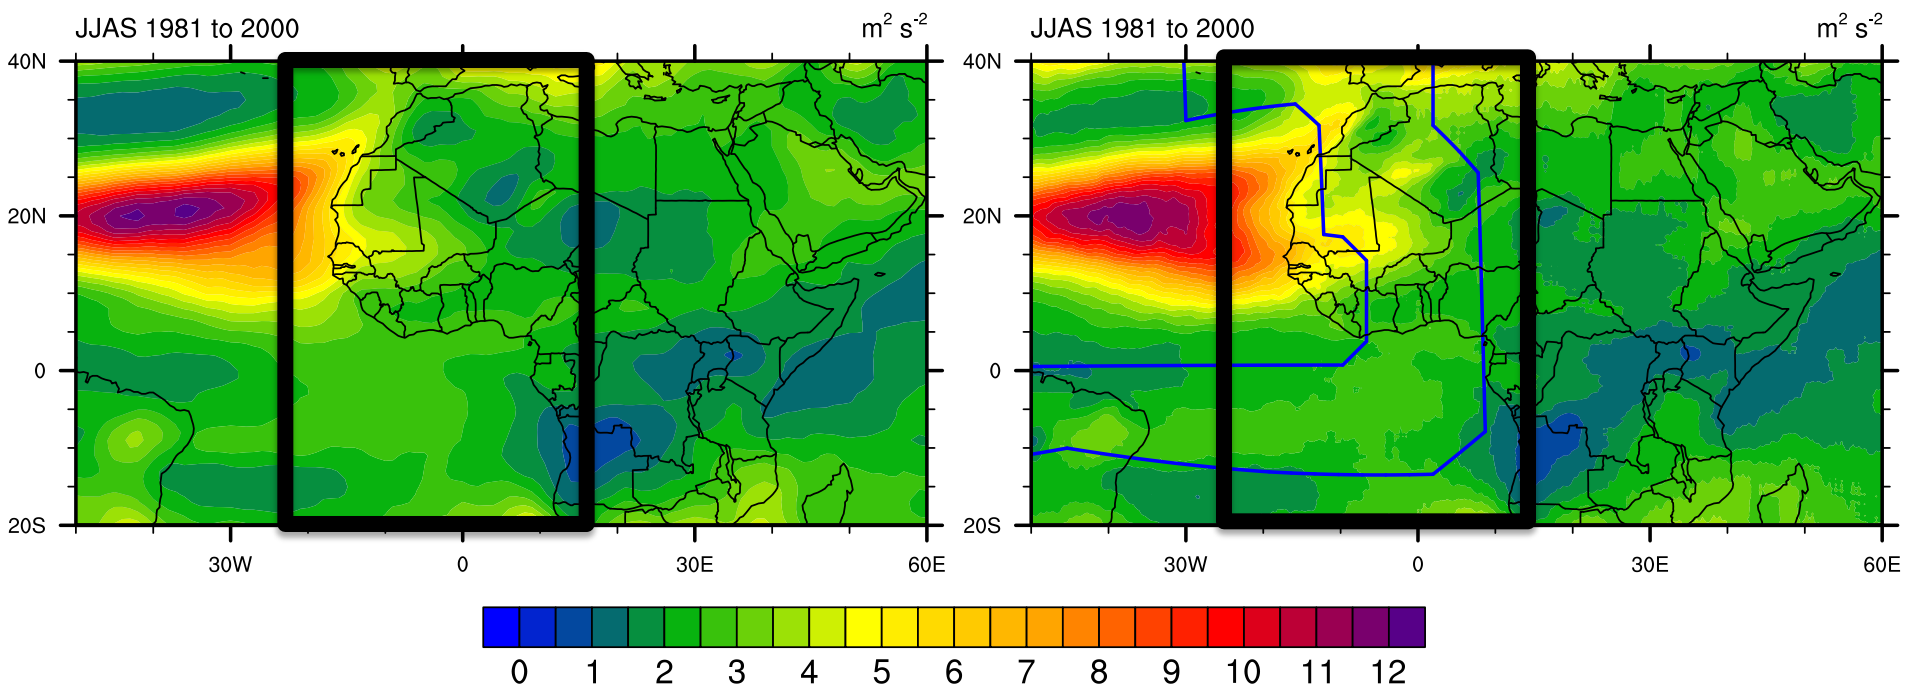 JJAS 1981 to 2000 m² s⁻² JJAS 1981 to 2000 m² s⁻²
40N 40N
20N 20N
0 0
20S 20S
30W 0 30E 60E 30W 0 30E 60E
0 1 2 3 4 5 6 7 8 9 10 11 12